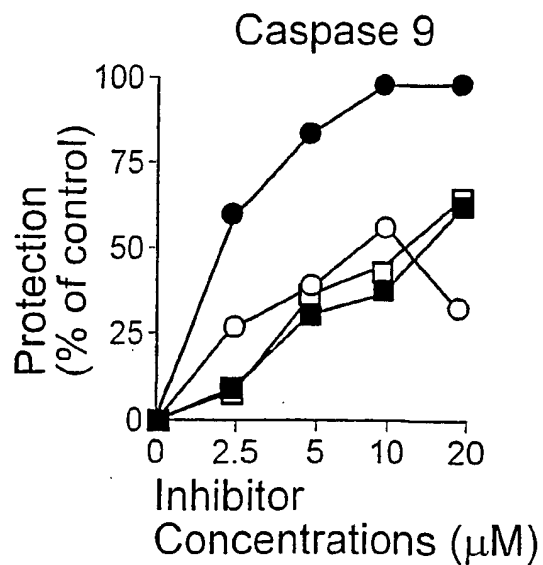 Caspase 9
100
75
50
25
0
Protection
(% of control)
0 2.5 5 10 20
Inhibitor
Concentrations (μM)